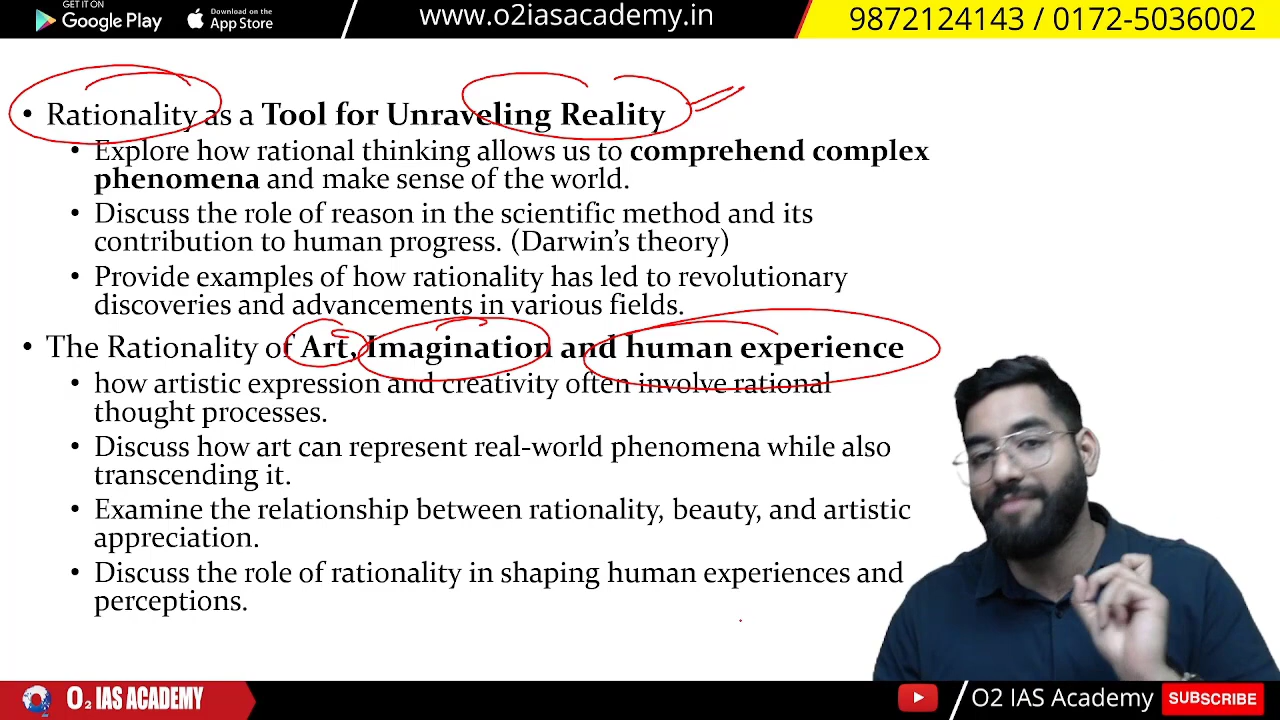 GET IT ON
Google Play
Download on the
App Store
www.o2iasacademy.in
9872124143 / 0172-5036002
• Rationality as a Tool for Unraveling Reality
• Explore how rational thinking allows us to comprehend complex
phenomena and make sense of the world.
• Discuss the role of reason in the scientific method and its
contribution to human progress. (Darwin’s theory)
• Provide examples of how rationality has led to revolutionary
discoveries and advancements in various fields.
• The Rationality of Art, Imagination and human experience
• how artistic expression and creativity often involve rational
thought processes.
• Discuss how art can represent real-world phenomena while also
transcending it.
• Examine the relationship between rationality, beauty, and artistic
appreciation.
• Discuss the role of rationality in shaping human experiences and
perceptions.
O₂ IAS ACADEMY
O2 IAS Academy
SUBSCRIBE